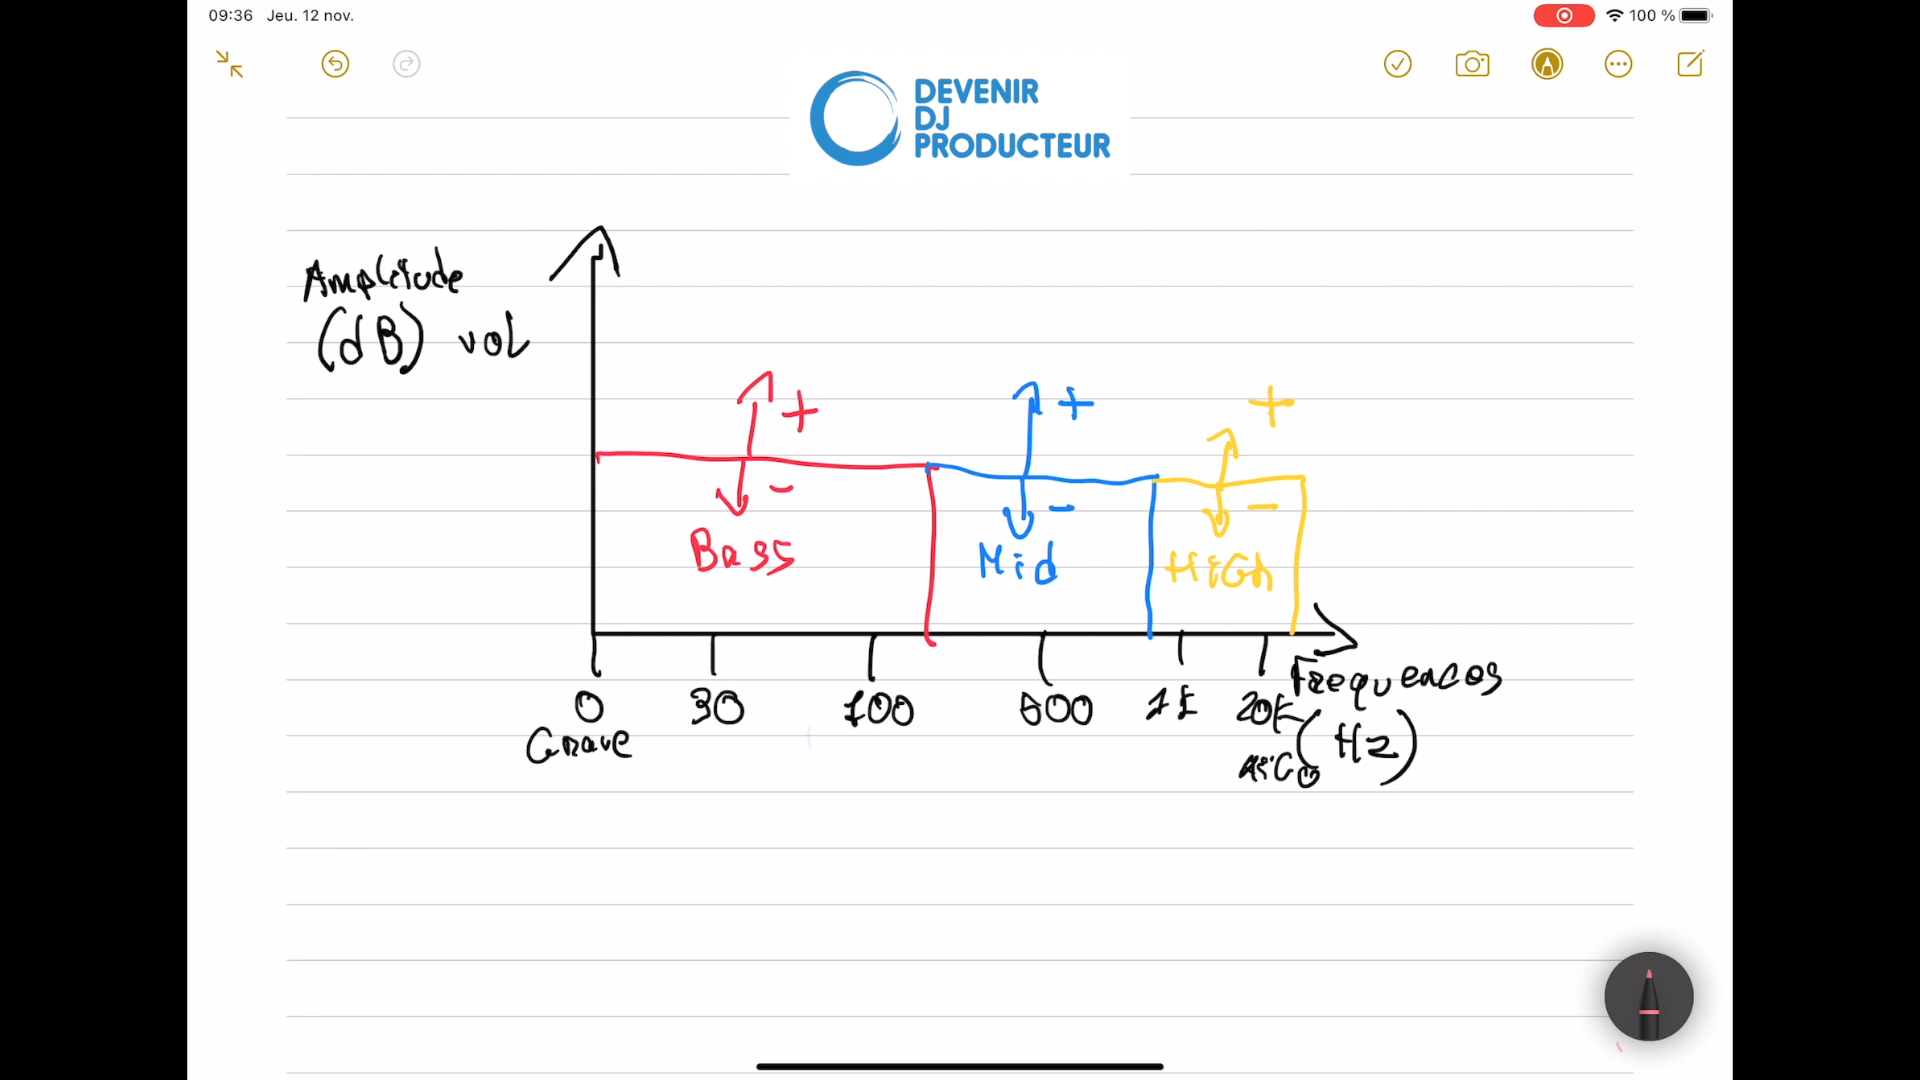 09:36 Jeu. 12 nov.
100 %
DEVENIR
DJ
PRODUCTEUR
Amplitude
(dB) vol
+ + +
- - -
Bass Mid HiGh
0 30 100 500 1k 20k Frequences
Grave AiGu (Hz)